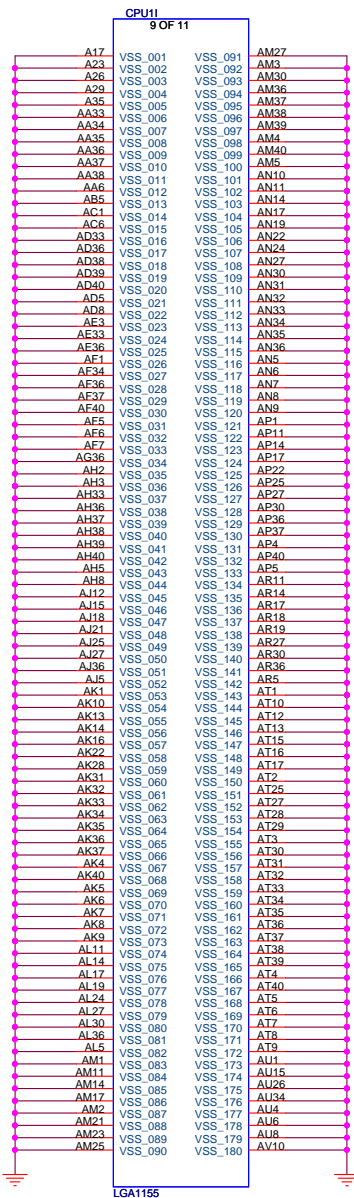 CPU1I
9 OF 11
A17 VSS_001 VSS_091 AM27
A23 VSS_002 VSS_092 AM3
A26 VSS_003 VSS_093 AM30
A29 VSS_004 VSS_094 AM36
A35 VSS_005 VSS_095 AM37
AA33 VSS_006 VSS_096 AM38
AA34 VSS_007 VSS_097 AM39
AA35 VSS_008 VSS_098 AM4
AA36 VSS_009 VSS_099 AM40
AA37 VSS_010 VSS_100 AM5
AA38 VSS_011 VSS_101 AN10
AA6 VSS_012 VSS_102 AN11
AB5 VSS_013 VSS_103 AN14
AC1 VSS_014 VSS_104 AN17
AC6 VSS_015 VSS_105 AN19
AD33 VSS_016 VSS_106 AN22
AD36 VSS_017 VSS_107 AN24
AD38 VSS_018 VSS_108 AN27
AD39 VSS_019 VSS_109 AN30
AD40 VSS_020 VSS_110 AN31
AD5 VSS_021 VSS_111 AN32
AD8 VSS_022 VSS_112 AN33
AE3 VSS_023 VSS_113 AN34
AE33 VSS_024 VSS_114 AN35
AE36 VSS_025 VSS_115 AN36
AF1 VSS_026 VSS_116 AN5
AF34 VSS_027 VSS_117 AN6
AF36 VSS_028 VSS_118 AN7
AF37 VSS_029 VSS_119 AN8
AF40 VSS_030 VSS_120 AN9
AF5 VSS_031 VSS_121 AP1
AF6 VSS_032 VSS_122 AP11
AF7 VSS_033 VSS_123 AP14
AG36 VSS_034 VSS_124 AP17
AH2 VSS_035 VSS_125 AP22
AH3 VSS_036 VSS_126 AP25
AH33 VSS_037 VSS_127 AP27
AH36 VSS_038 VSS_128 AP30
AH37 VSS_039 VSS_129 AP36
AH38 VSS_040 VSS_130 AP37
AH39 VSS_041 VSS_131 AP4
AH40 VSS_042 VSS_132 AP40
AH5 VSS_043 VSS_133 AP5
AH8 VSS_044 VSS_134 AR11
AJ12 VSS_045 VSS_135 AR14
AJ15 VSS_046 VSS_136 AR17
AJ18 VSS_047 VSS_137 AR18
AJ21 VSS_048 VSS_138 AR19
AJ25 VSS_049 VSS_139 AR27
AJ27 VSS_050 VSS_140 AR30
AJ36 VSS_051 VSS_141 AR36
AJ5 VSS_052 VSS_142 AR5
AK1 VSS_053 VSS_143 AT1
AK10 VSS_054 VSS_144 AT10
AK13 VSS_055 VSS_145 AT12
AK14 VSS_056 VSS_146 AT13
AK16 VSS_057 VSS_147 AT15
AK22 VSS_058 VSS_148 AT16
AK28 VSS_059 VSS_149 AT17
AK31 VSS_060 VSS_150 AT2
AK32 VSS_061 VSS_151 AT25
AK33 VSS_062 VSS_152 AT27
AK34 VSS_063 VSS_153 AT28
AK35 VSS_064 VSS_154 AT29
AK36 VSS_065 VSS_155 AT3
AK37 VSS_066 VSS_156 AT30
AK4 VSS_067 VSS_157 AT31
AK40 VSS_068 VSS_158 AT32
AK5 VSS_069 VSS_159 AT33
AK6 VSS_070 VSS_160 AT34
AK7 VSS_071 VSS_161 AT35
AK8 VSS_072 VSS_162 AT36
AK9 VSS_073 VSS_163 AT37
AL11 VSS_074 VSS_164 AT38
AL14 VSS_075 VSS_165 AT39
AL17 VSS_076 VSS_166 AT4
AL19 VSS_077 VSS_167 AT40
AL24 VSS_078 VSS_168 AT5
AL27 VSS_079 VSS_169 AT6
AL30 VSS_080 VSS_170 AT7
AL36 VSS_081 VSS_171 AT8
AL5 VSS_082 VSS_172 AT9
AM1 VSS_083 VSS_173 AU1
AM11 VSS_084 VSS_174 AU15
AM14 VSS_085 VSS_175 AU26
AM17 VSS_086 VSS_176 AU34
AM2 VSS_087 VSS_177 AU4
AM21 VSS_088 VSS_178 AU6
AM23 VSS_089 VSS_179 AU8
AM25 VSS_090 VSS_180 AV10
LGA1155